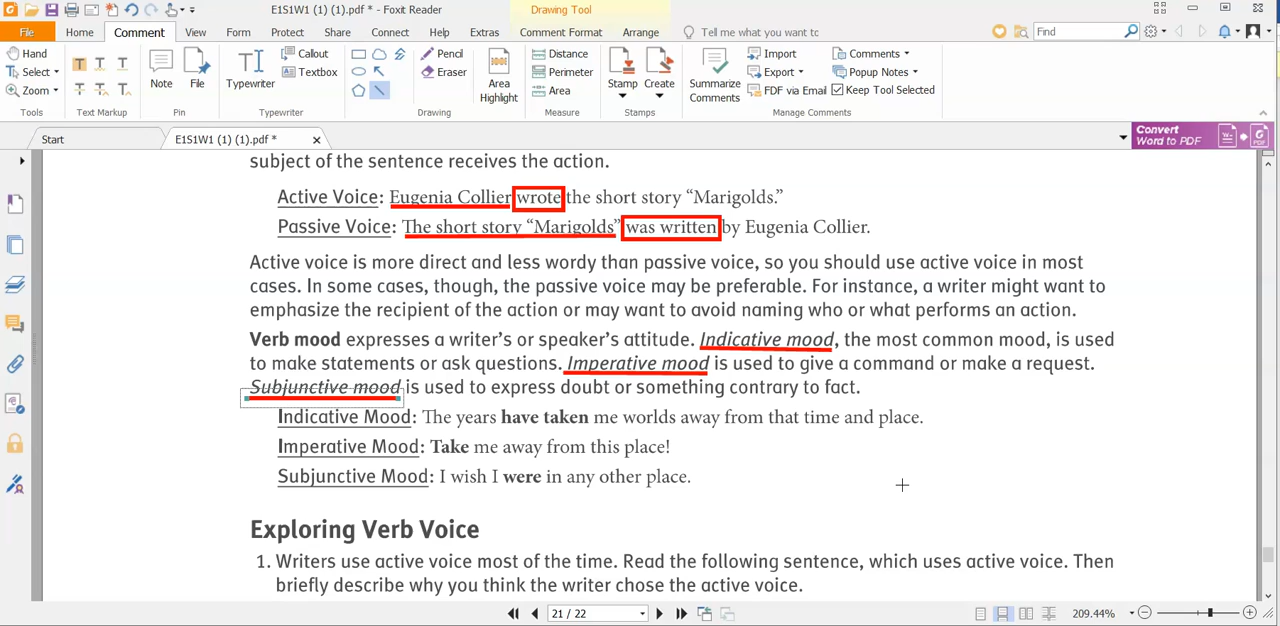 E1S1W1 (1) (1).pdf * - Foxit Reader
Drawing Tool
File Home Comment View Form Protect Share Connect Help Extras Comment Format Arrange Tell me what you want to Find
Hand
Select
Zoom
Tools
Text Markup
Note
File
Pin
Typewriter
Callout
Textbox
Typewriter
Pencil
Eraser
Drawing
Area Highlight
Distance
Perimeter
Area
Measure
Stamp
Create
Stamps
Summarize Comments
Import
Export
FDF via Email
Comments
Popup Notes
Keep Tool Selected
Manage Comments
Start
E1S1W1 (1) (1).pdf *
Convert
Word to PDF
subject of the sentence receives the action.
Active Voice: Eugenia Collier wrote the short story “Marigolds.”
Passive Voice: The short story “Marigolds” was written by Eugenia Collier.
Active voice is more direct and less wordy than passive voice, so you should use active voice in most
cases. In some cases, though, the passive voice may be preferable. For instance, a writer might want to
emphasize the recipient of the action or may want to avoid naming who or what performs an action.
Verb mood expresses a writer’s or speaker’s attitude. Indicative mood, the most common mood, is used
to make statements or ask questions. Imperative mood is used to give a command or make a request.
Subjunctive mood is used to express doubt or something contrary to fact.
Indicative Mood: The years have taken me worlds away from that time and place.
Imperative Mood: Take me away from this place!
Subjunctive Mood: I wish I were in any other place.
Exploring Verb Voice
1. Writers use active voice most of the time. Read the following sentence, which uses active voice. Then
briefly describe why you think the writer chose the active voice.
21 / 22
209.44%